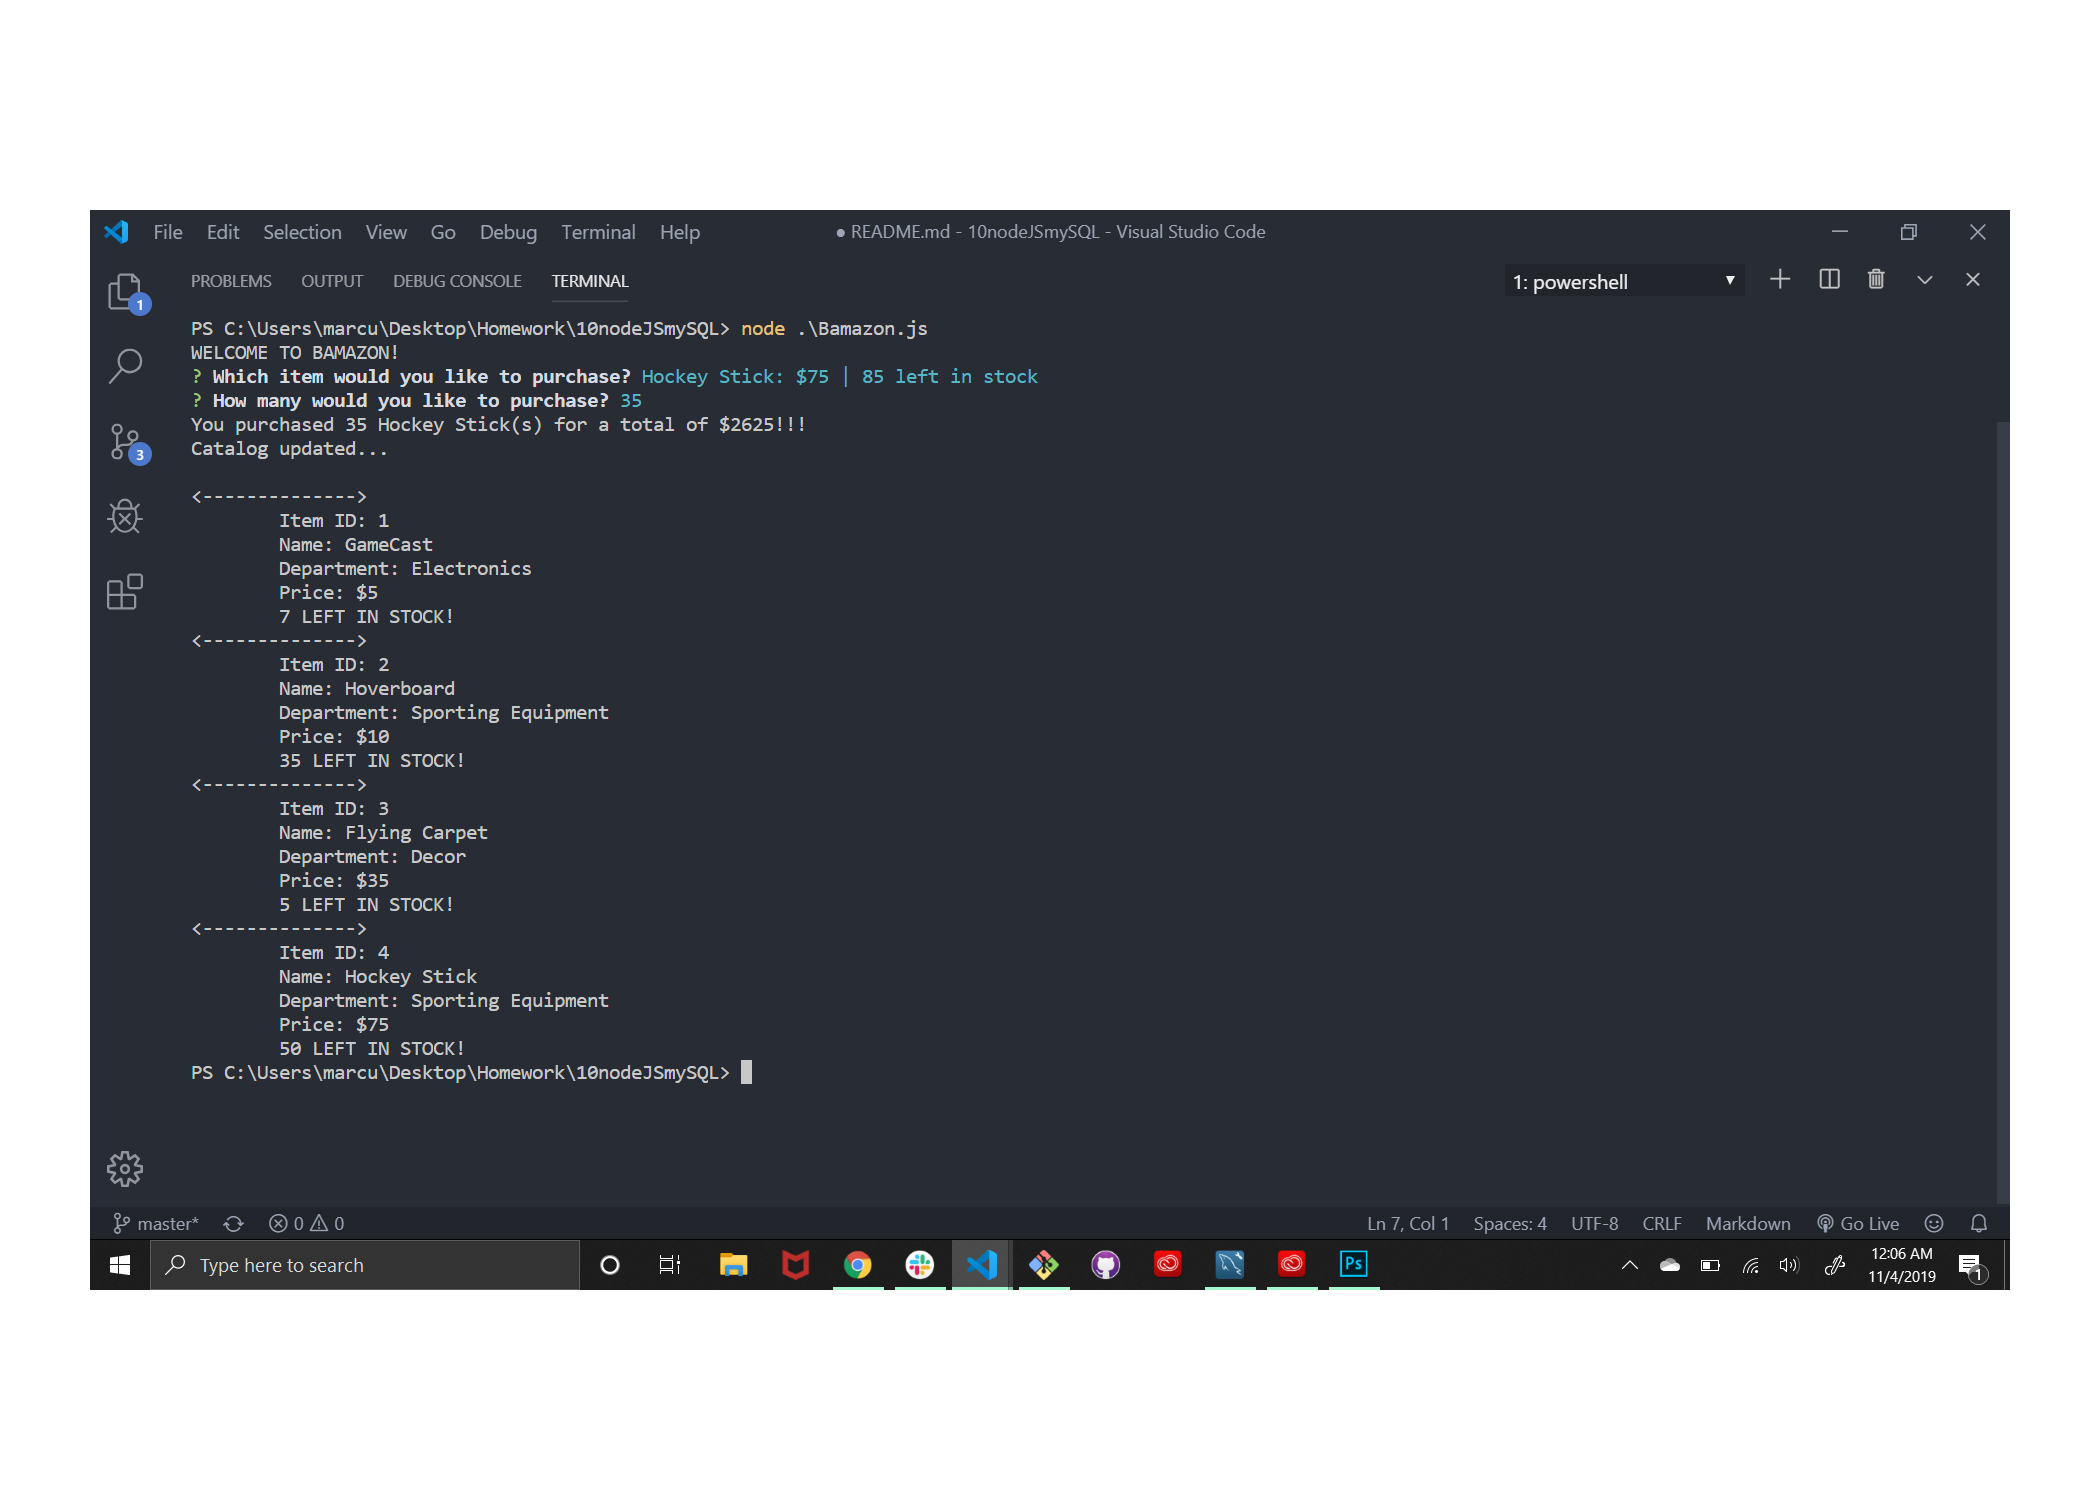 File Edit Selection View Go Debug Terminal Help ● README.md - 10nodeJSmySQL - Visual Studio Code
PROBLEMS OUTPUT DEBUG CONSOLE TERMINAL 1: powershell
1
3
PS C:\Users\marcu\Desktop\Homework\10nodeJSmySQL> node .\Bamazon.js
WELCOME TO BAMAZON!
? Which item would you like to purchase? Hockey Stick: $75 | 85 left in stock
? How many would you like to purchase? 35
You purchased 35 Hockey Stick(s) for a total of $2625!!!
Catalog updated...
<-------------->
Item ID: 1
Name: GameCast
Department: Electronics
Price: $5
7 LEFT IN STOCK!
<-------------->
Item ID: 2
Name: Hoverboard
Department: Sporting Equipment
Price: $10
35 LEFT IN STOCK!
<-------------->
Item ID: 3
Name: Flying Carpet
Department: Decor
Price: $35
5 LEFT IN STOCK!
<-------------->
Item ID: 4
Name: Hockey Stick
Department: Sporting Equipment
Price: $75
50 LEFT IN STOCK!
PS C:\Users\marcu\Desktop\Homework\10nodeJSmySQL>
master* 0 0 Ln 7, Col 1 Spaces: 4 UTF-8 CRLF Markdown Go Live
Type here to search Ps 12:06 AM
11/4/2019 1